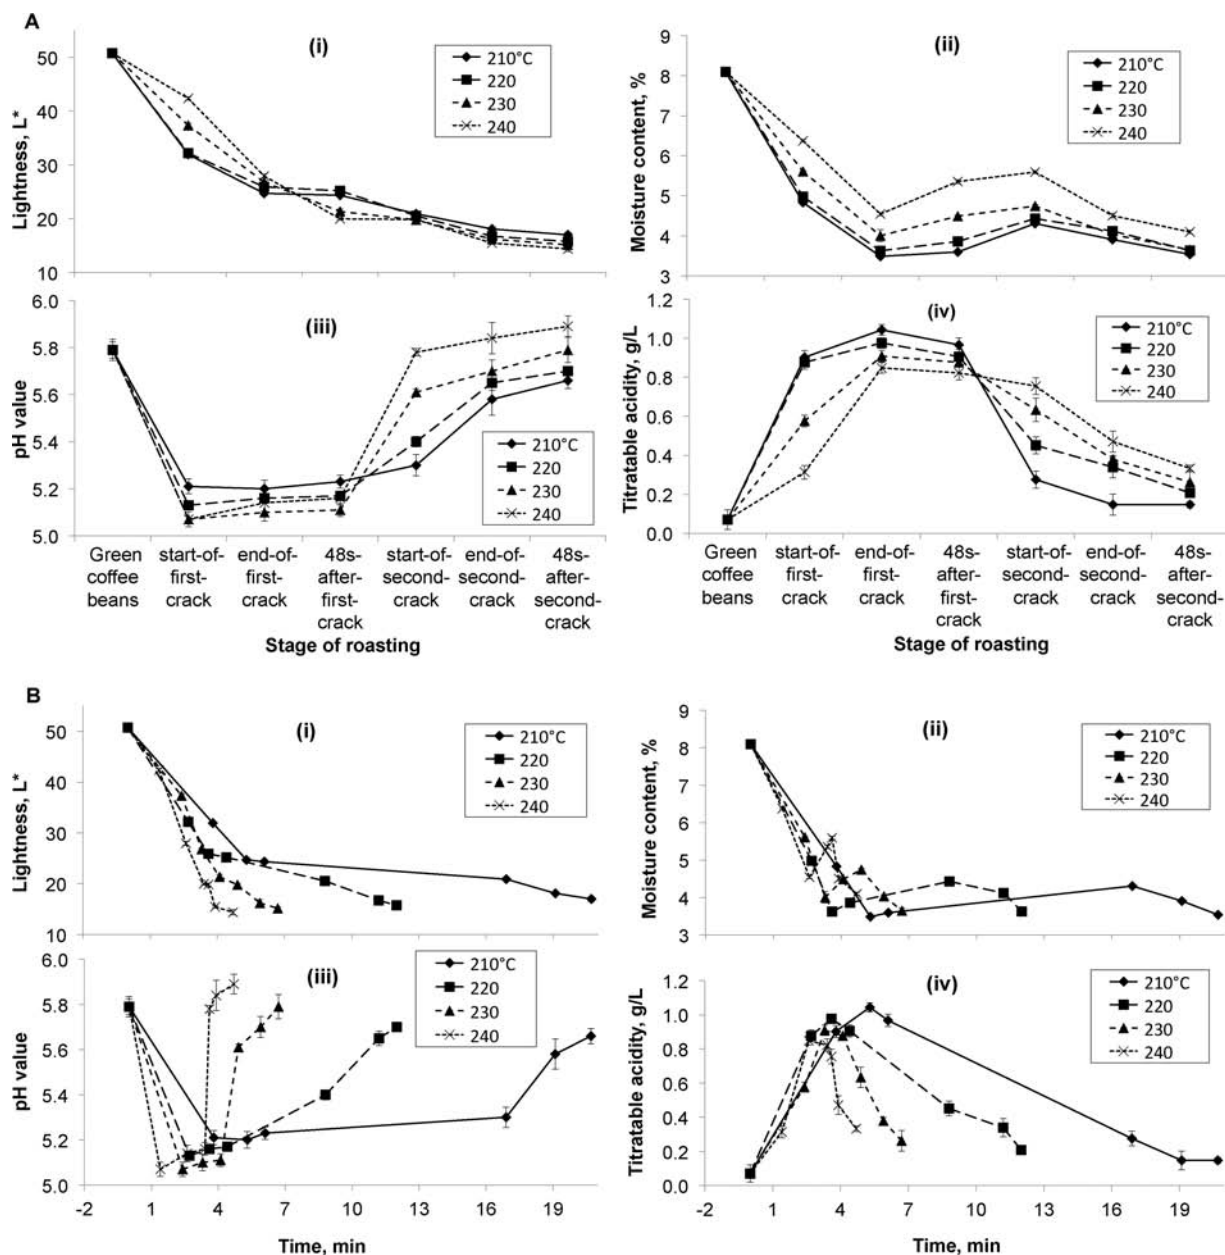 A
(i)
210°C
220
230
240
50
40
30
20
10
Lightness, L*
(ii)
210°C
220
230
240
9
8
7
6
5
4
3
Moisture content, %
(iii)
210°C
220
230
240
6.0
5.8
5.6
5.4
5.2
5.0
pH value
Green coffee beans
start-of-first-crack
end-of-first-crack
48s-after-first-crack
start-of-second-crack
end-of-second-crack
48s-after-second-crack
Stage of roasting
(iv)
210°C
220
230
240
1.2
1.0
0.8
0.6
0.4
0.2
0.0
Titratable acidity, g/L
Green coffee beans
start-of-first-crack
end-of-first-crack
48s-after-first-crack
start-of-second-crack
end-of-second-crack
48s-after-second-crack
Stage of roasting
B
(i)
210°C
220
230
240
50
40
30
20
10
Lightness, L*
(ii)
210°C
220
230
240
9
8
7
6
5
4
3
Moisture content, %
(iii)
210°C
220
230
240
6.0
5.8
5.6
5.4
5.2
5.0
pH value
-2 1 4 7 10 13 16 19
Time, min
(iv)
210°C
220
230
240
1.2
1.0
0.8
0.6
0.4
0.2
0.0
Titratable acidity, g/L
-2 1 4 7 10 13 16 19
Time, min